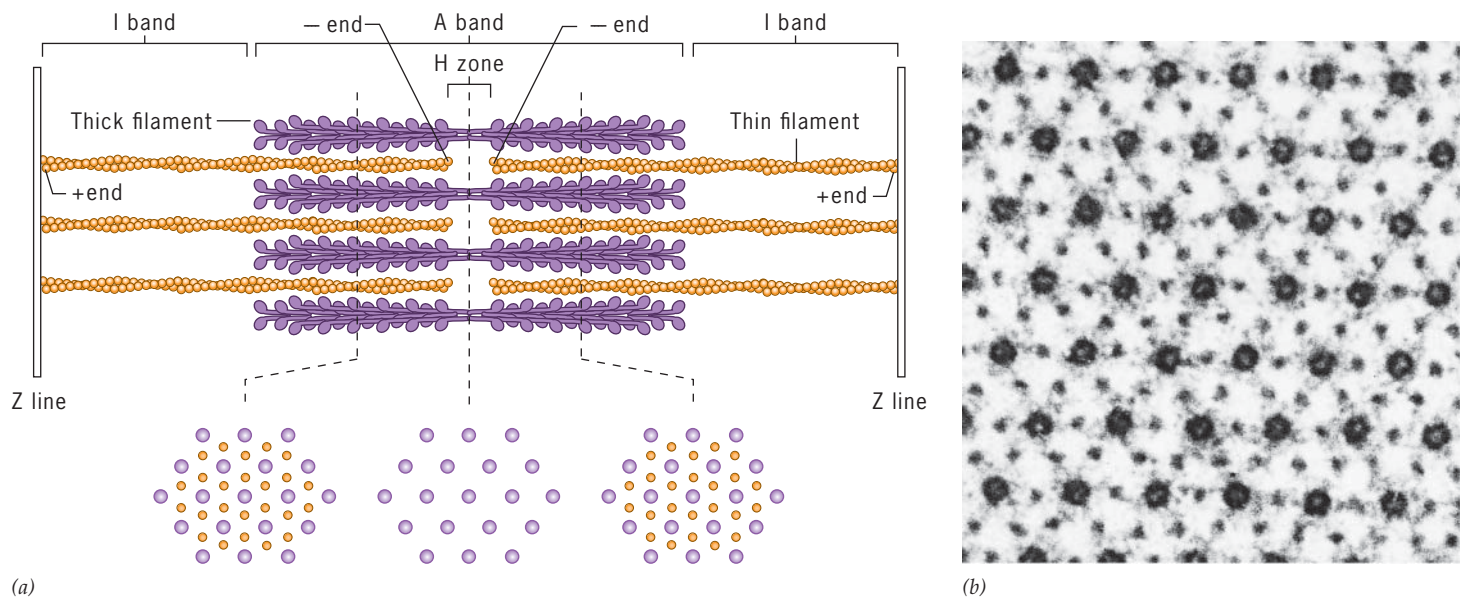 I band
– end
A band
– end
I band
H zone
Thick filament
Thin filament
+end
+end
Z line
Z line
(a)
(b)